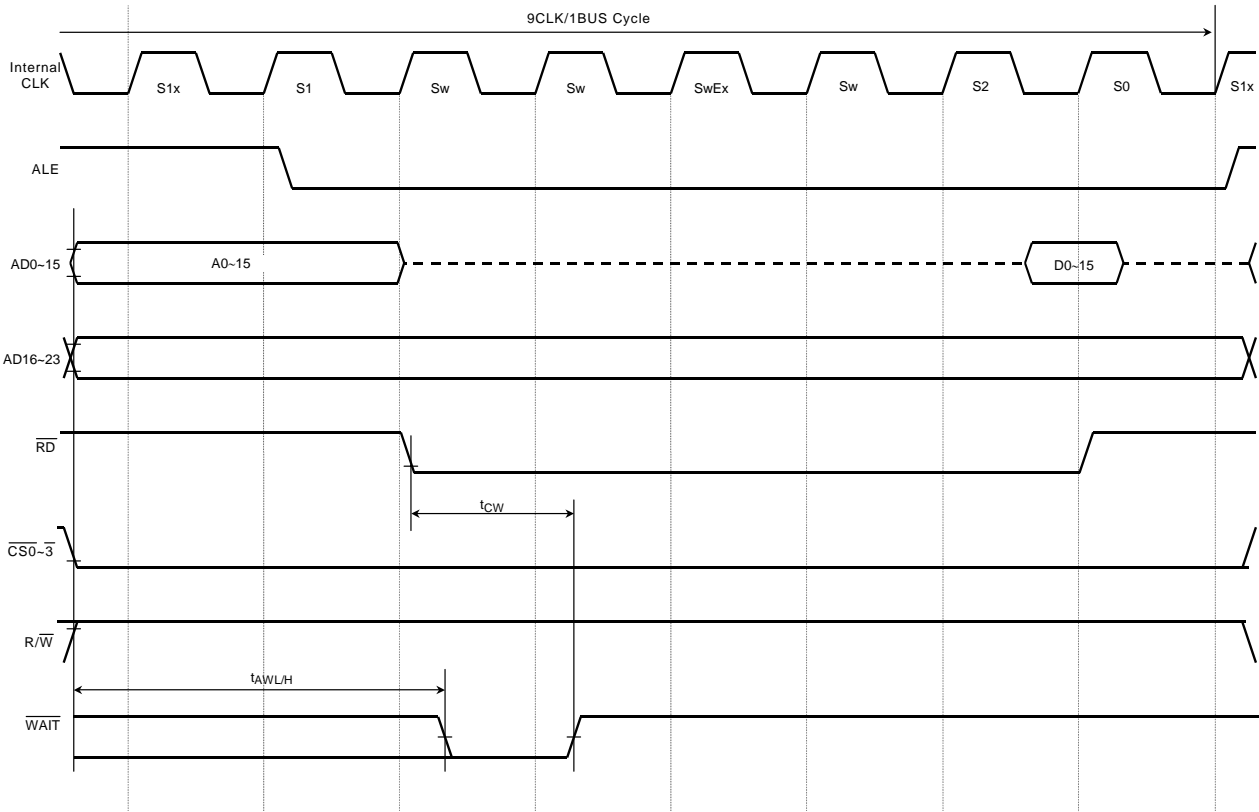 9CLK/1BUS Cycle
Internal
CLK
S1x S1 Sw Sw SwEx Sw S2 S0 S1x
ALE
AD0~15 A0~15 D0~15
AD16~23
RD
tCW
CS0~3
R/W
tAWL/H
WAIT